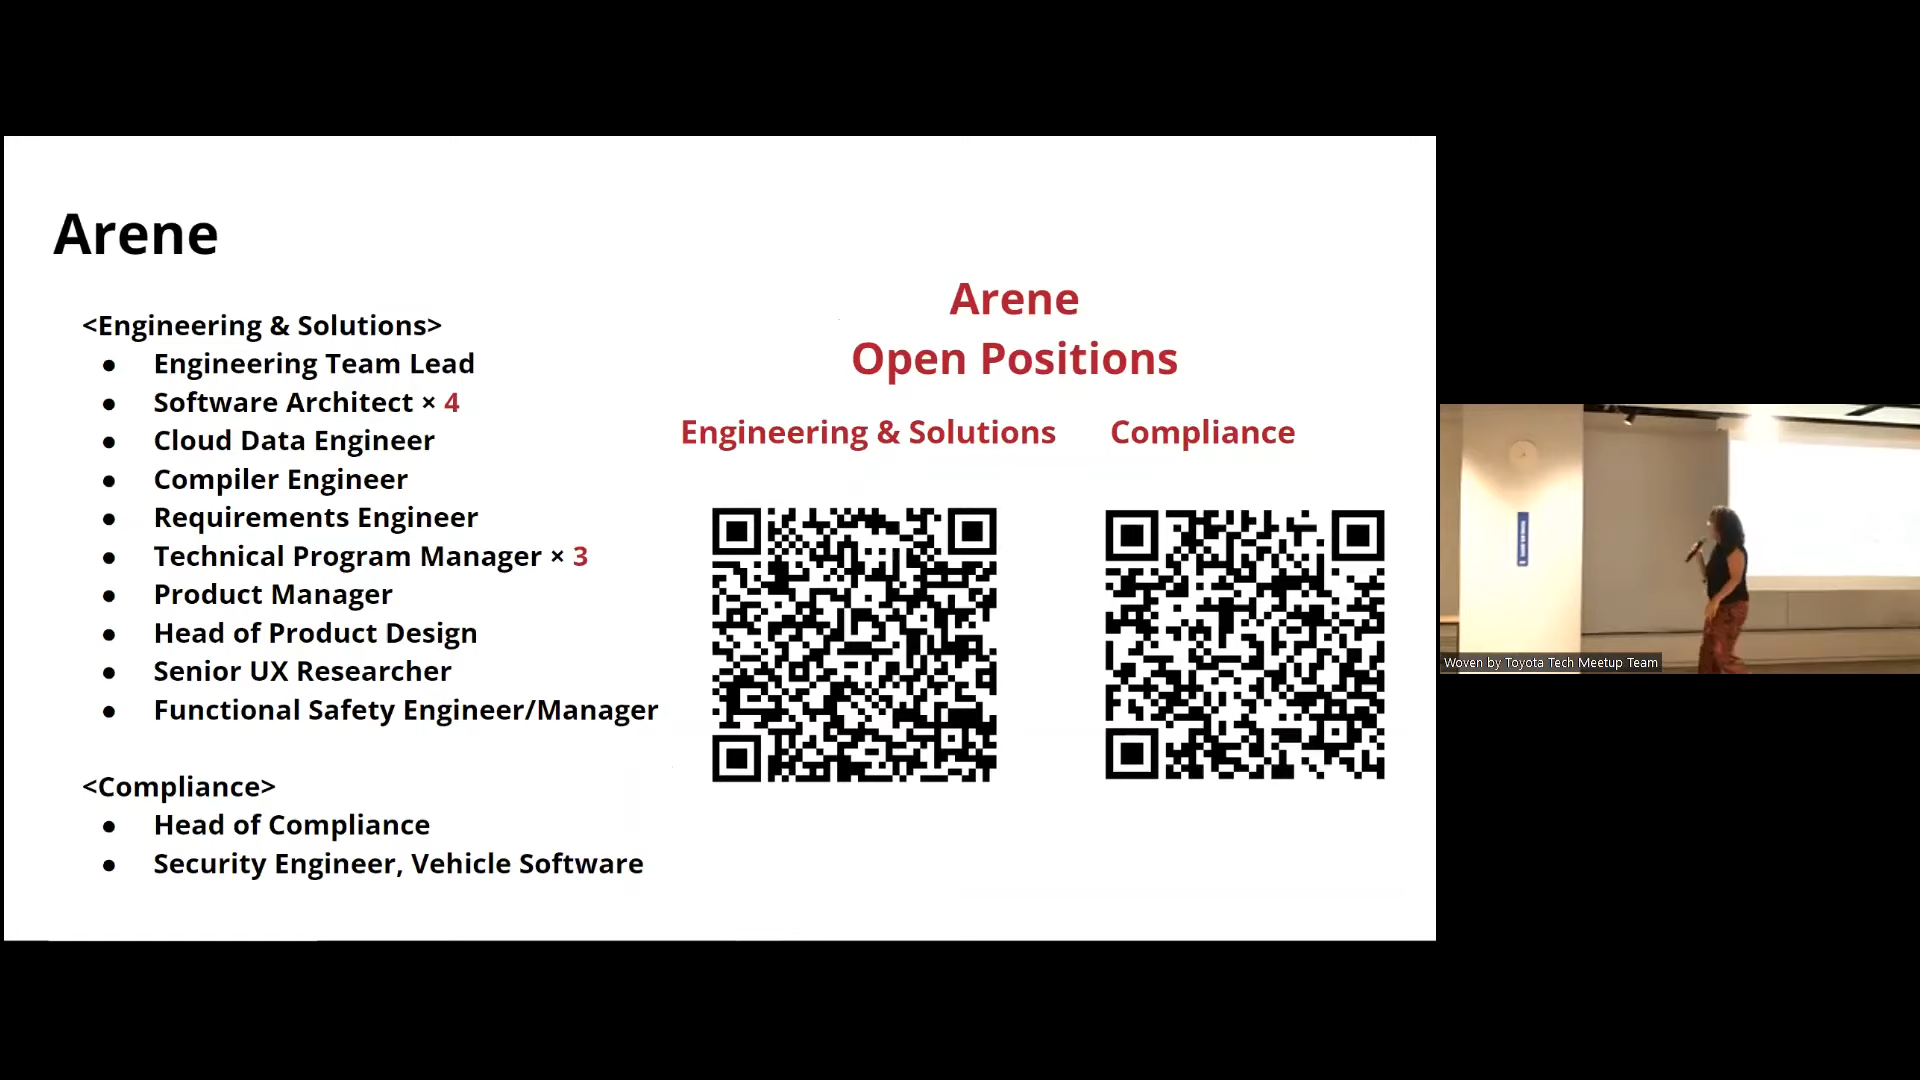 Arene
<Engineering & Solutions>
● Engineering Team Lead
● Software Architect × 4
● Cloud Data Engineer
● Compiler Engineer
● Requirements Engineer
● Technical Program Manager × 3
● Product Manager
● Head of Product Design
● Senior UX Researcher
● Functional Safety Engineer/Manager
<Compliance>
● Head of Compliance
● Security Engineer, Vehicle Software
Arene
Open Positions
Engineering & Solutions
Compliance
Woven by Toyota Tech Meetup Team